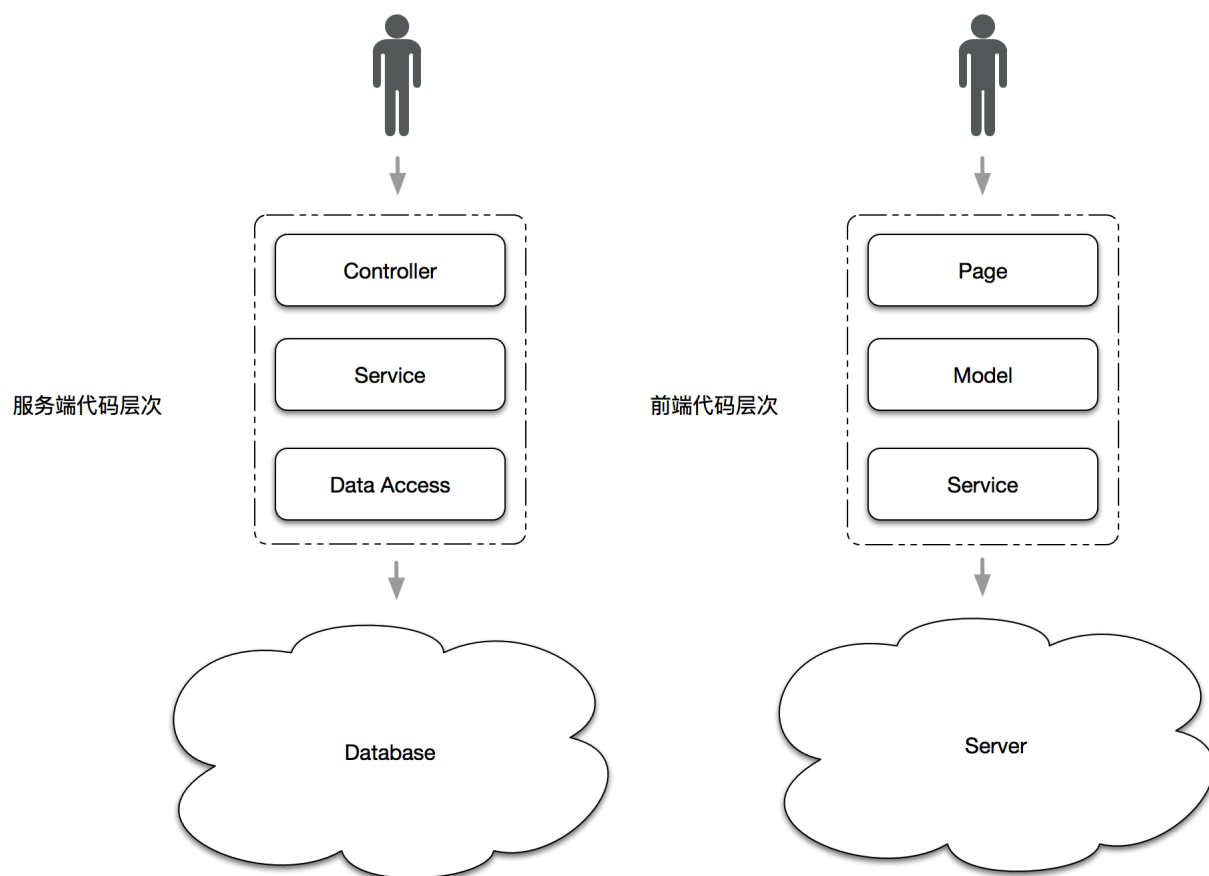 服务端代码层次
Controller
Service
Data Access
Database
前端代码层次
Page
Model
Service
Server